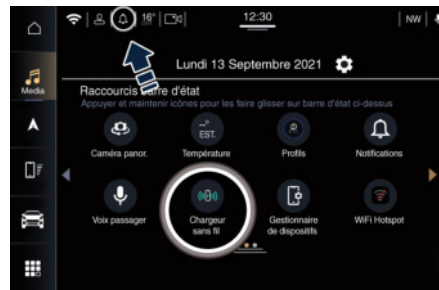 16° 12:30 NW
Lundi 13 Septembre 2021
Media
Raccourcis barre d'état
Appuyer et maintenir icônes pour les faire glisser sur barre d'état ci-dessus
--° EST.
Caméra panor. Température Profils Notifications
Voix passager Chargeur sans fil Gestionnaire de dispositifs WiFi Hotspot